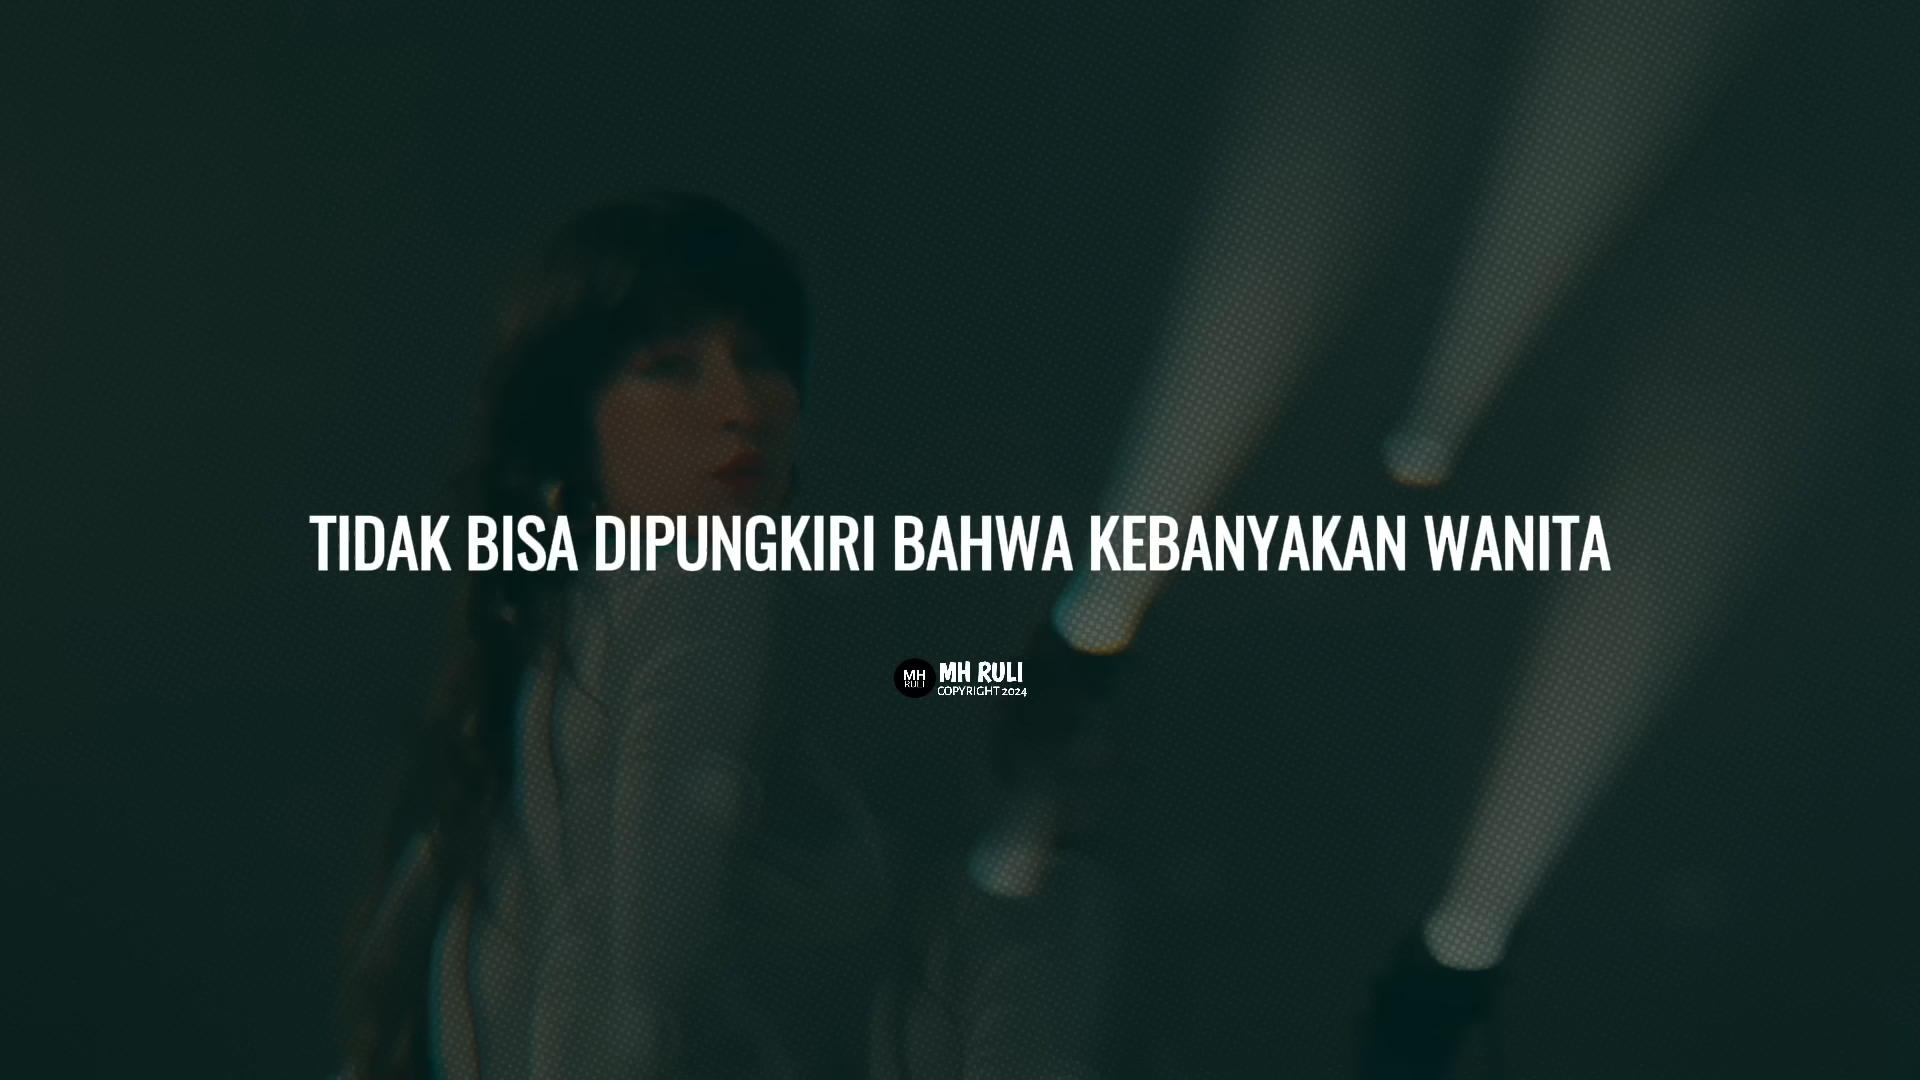 TIDAK BISA DIPUNGKIRI BAHWA KEBANYAKAN WANITA
MH
RULI
MH RULI
COPYRIGHT 2024